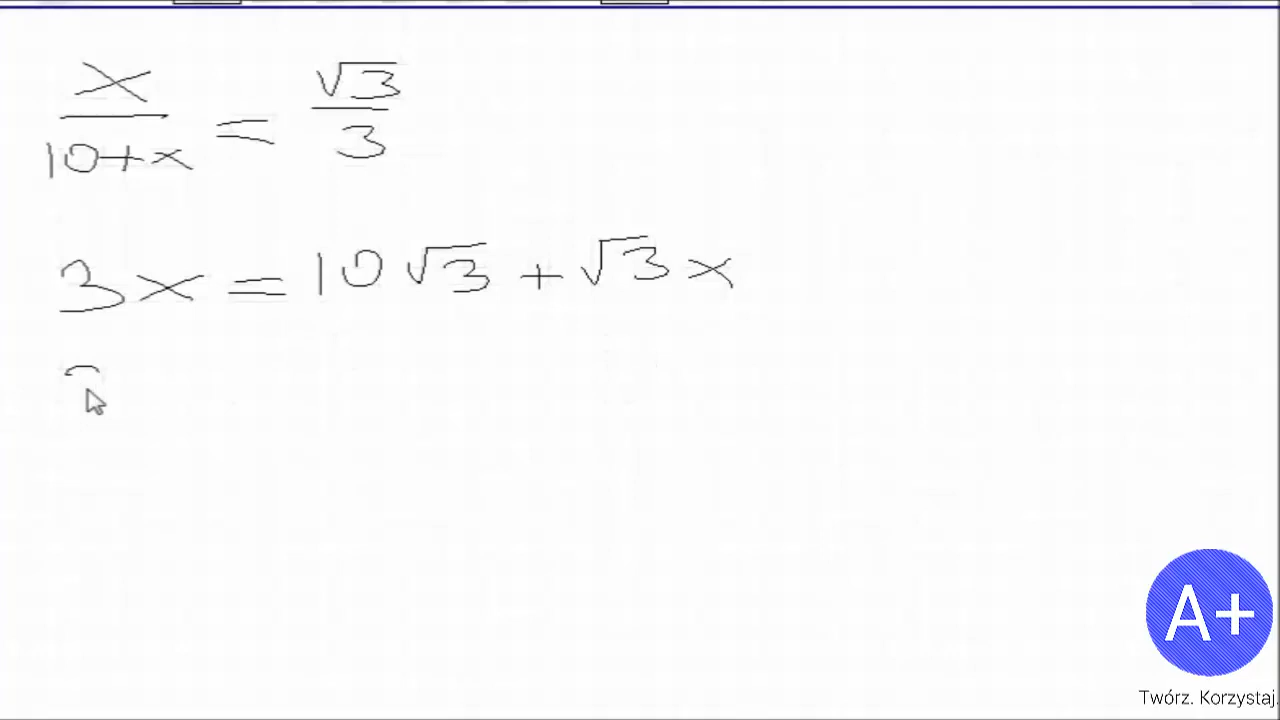 x/(10+x) = √3/3
3x = 10√3 + √3x
A+
Twórz. Korzystaj.